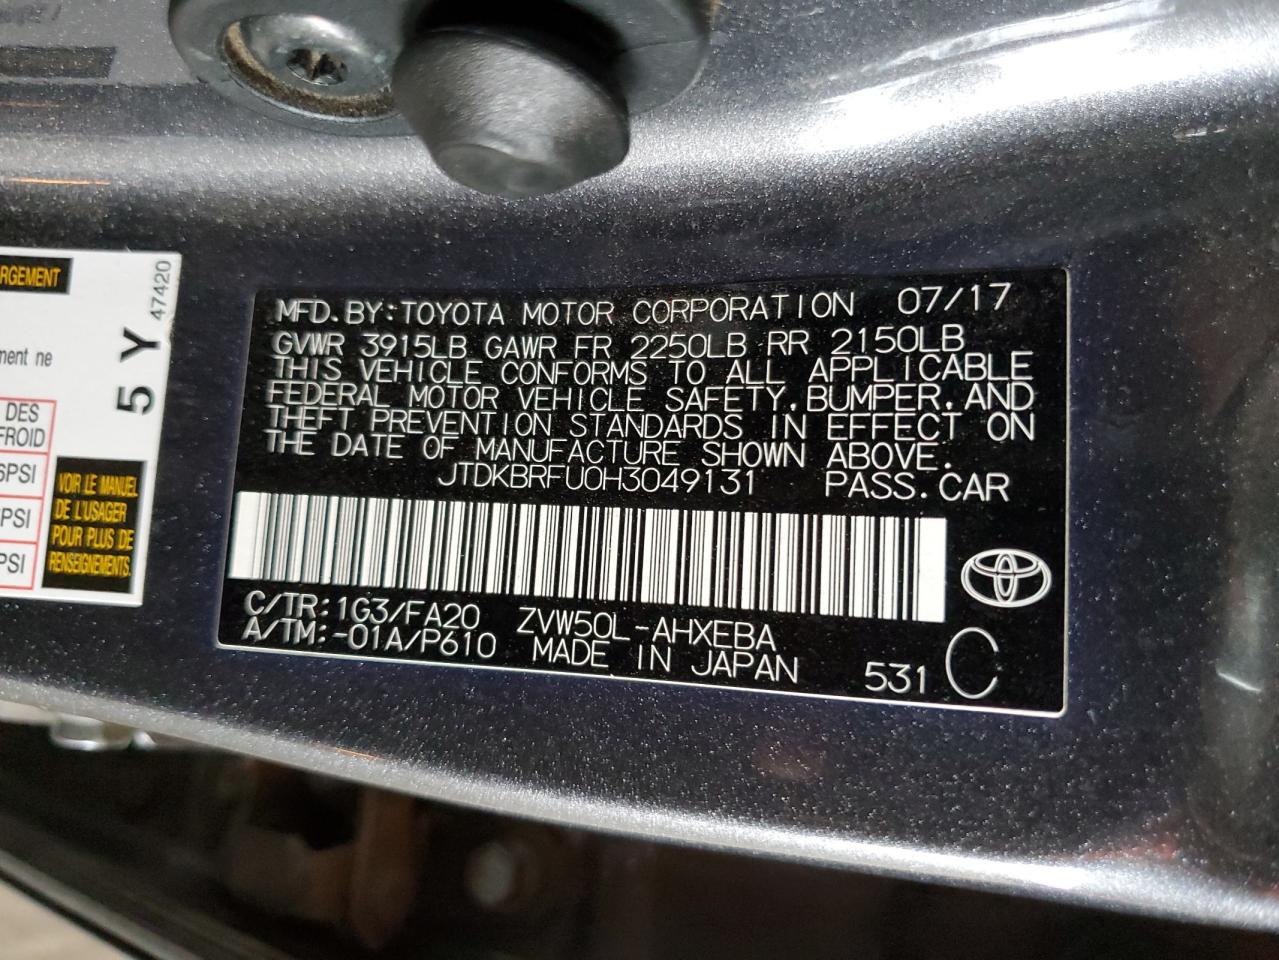 RGEMENT
ment ne
5 Y
47420
DES
FROID
PSI
PSI
PSI
VOIR LE MANUEL
DE L'USAGER
POUR PLUS DE
RENSEIGNEMENTS.
MFD. BY: TOYOTA MOTOR CORPORATION 07/17
GVWR 3915LB GAWR FR 2250LB RR 2150LB
THIS VEHICLE CONFORMS TO ALL APPLICABLE
FEDERAL MOTOR VEHICLE SAFETY, BUMPER, AND
THEFT PREVENTION STANDARDS IN EFFECT ON
THE DATE OF MANUFACTURE SHOWN ABOVE.
JTDKBRFU0H3049131 PASS. CAR
C/TR: 1G3/FA20 ZVW50L-AHXEBA
A/TM: -01A/P610 MADE IN JAPAN 531 C